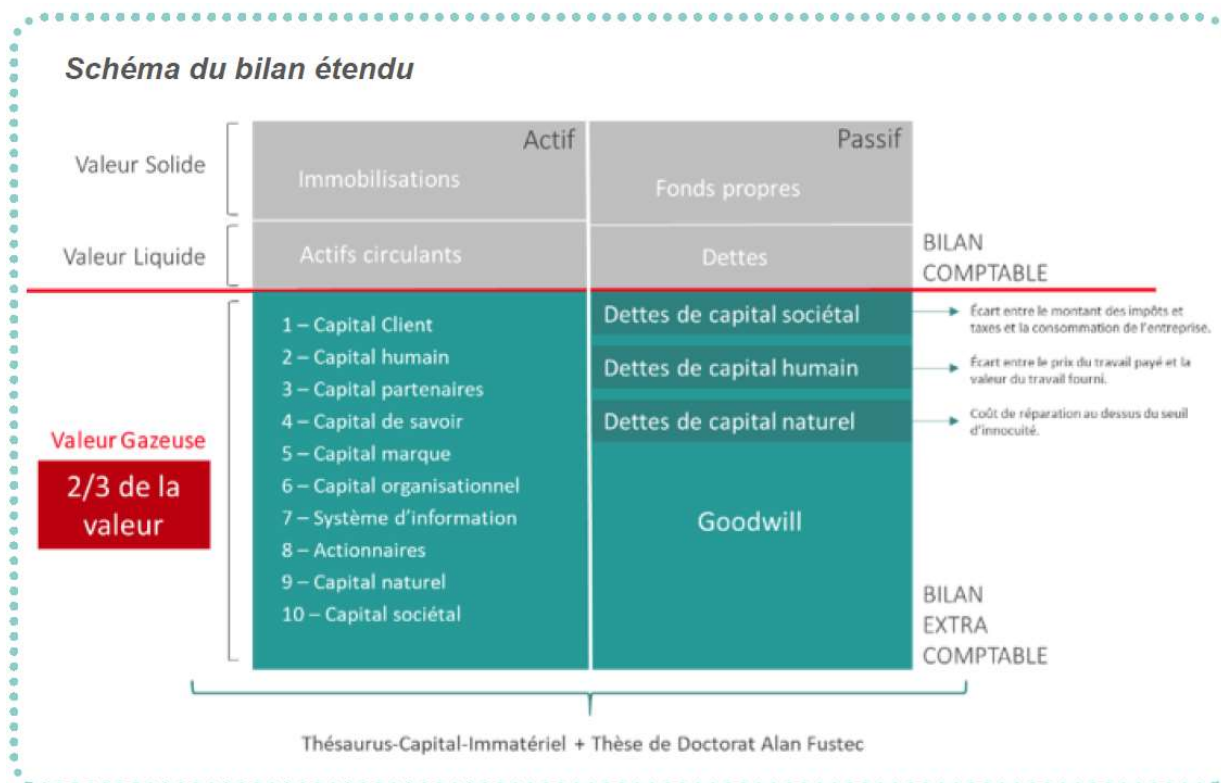 Schéma du bilan étendu
Valeur Solide
Actif
Immobilisations
Passif
Fonds propres
Valeur Liquide
Actifs circulants
Dettes
BILAN
COMPTABLE
Valeur Gazeuse
2/3 de la
valeur
1 – Capital Client
2 – Capital humain
3 – Capital partenaires
4 – Capital de savoir
5 – Capital marque
6 – Capital organisationnel
7 – Système d'information
8 – Actionnaires
9 – Capital naturel
10 – Capital sociétal
Dettes de capital sociétal
Écart entre le montant des impôts et
taxes et la consommation de l'entreprise.
Dettes de capital humain
Écart entre le prix du travail payé et la
valeur du travail fourni.
Dettes de capital naturel
Coût de réparation au dessus du seuil
d'innocuité.
Goodwill
BILAN
EXTRA
COMPTABLE
Thésaurus-Capital-Immatériel + Thèse de Doctorat Alan Fustec